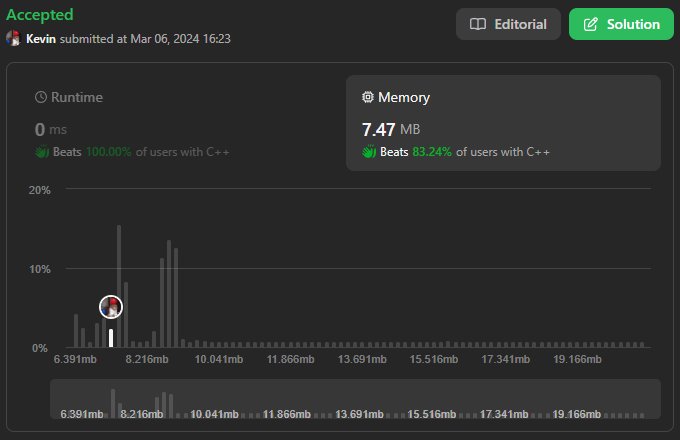 Accepted
Editorial
Solution
Kevin submitted at Mar 06, 2024 16:23
Runtime
Memory
0 ms
7.47 MB
Beats 100.00% of users with C++
Beats 83.24% of users with C++
20%
10%
0%
6.391mb 8.216mb 10.041mb 11.866mb 13.691mb 15.516mb 17.341mb 19.166mb
6.391mb 8.216mb 10.041mb 11.866mb 13.691mb 15.516mb 17.341mb 19.166mb